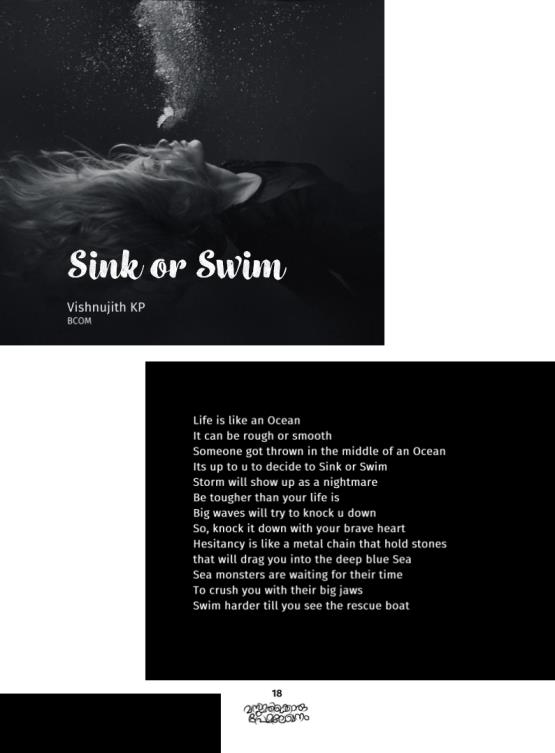 Sink or Swim
Vishnujith KP
BCOM
Life is like an Ocean
It can be rough or smooth
Someone got thrown in the middle of an Ocean
Its up to u to decide to Sink or Swim
Storm will show up as a nightmare
Be tougher than your life is
Big waves will try to knock u down
So, knock it down with your brave heart
Hesitancy is like a metal chain that hold stones
that will drag you into the deep blue Sea
Sea monsters are waiting for their time
To crush you with their big jaws
Swim harder till you see the rescue boat
18